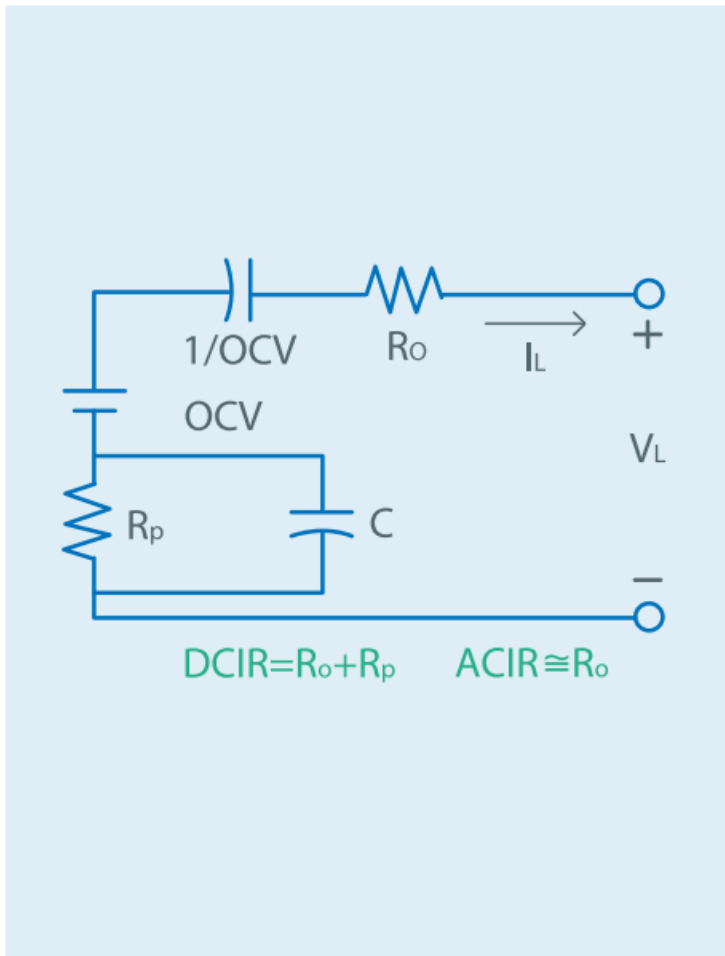 1/OCV
RO
IL
+
OCV
VL
Rp
C
−
DCIR=Ro+Rp
ACIR≅Ro